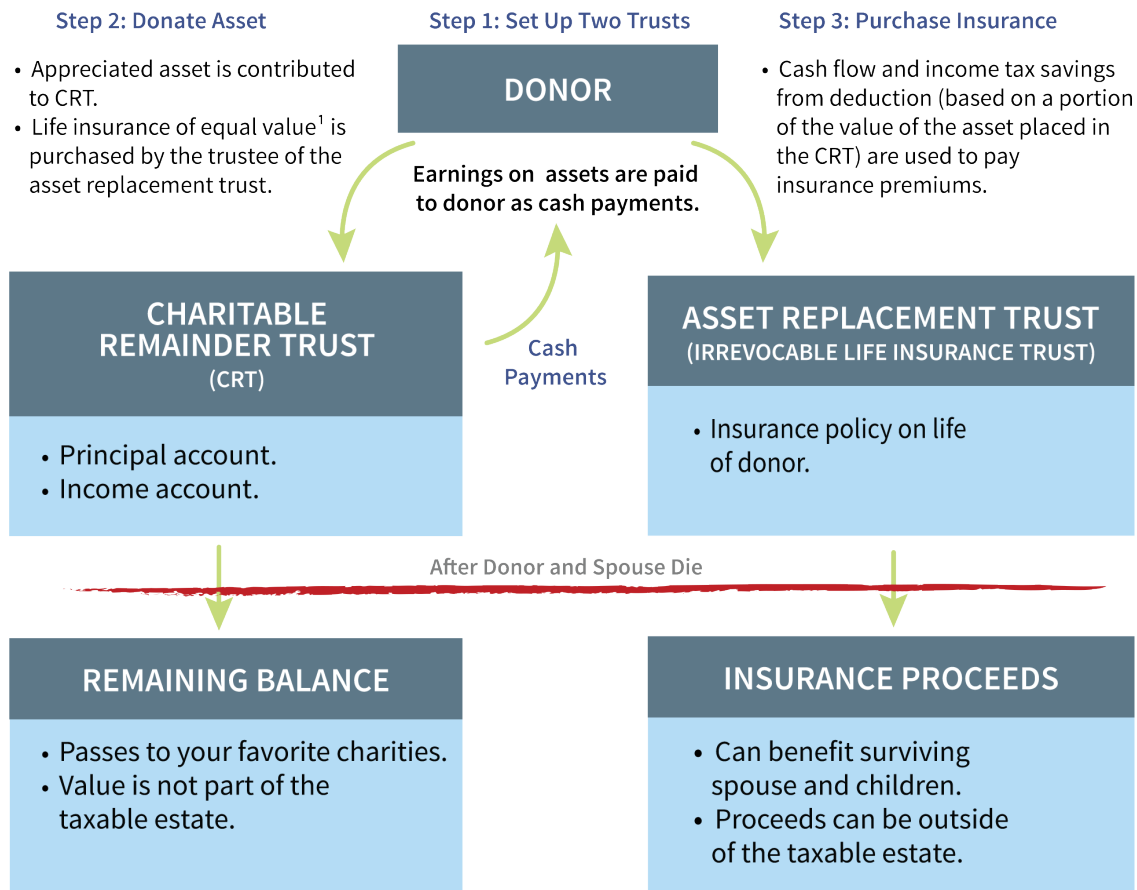 Step 2: Donate Asset
• Appreciated asset is contributed
to CRT.
• Life insurance of equal value¹ is
purchased by the trustee of the
asset replacement trust.
Step 1: Set Up Two Trusts
DONOR
Earnings on assets are paid
to donor as cash payments.
Step 3: Purchase Insurance
• Cash flow and income tax savings
from deduction (based on a portion
of the value of the asset placed in
the CRT) are used to pay
insurance premiums.
CHARITABLE
REMAINDER TRUST
(CRT)
• Principal account.
• Income account.
Cash
Payments
ASSET REPLACEMENT TRUST
(IRREVOCABLE LIFE INSURANCE TRUST)
• Insurance policy on life
of donor.
After Donor and Spouse Die
REMAINING BALANCE
• Passes to your favorite charities.
• Value is not part of the
taxable estate.
INSURANCE PROCEEDS
• Can benefit surviving
spouse and children.
• Proceeds can be outside
of the taxable estate.